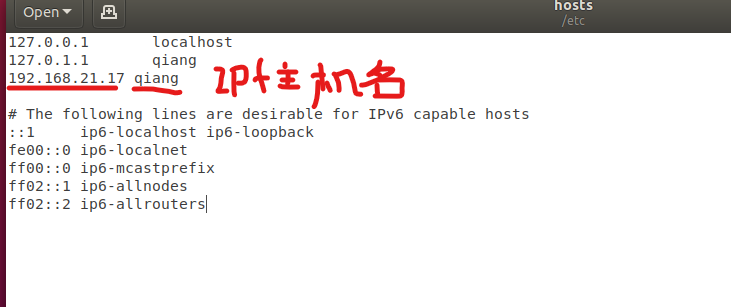 Open
hosts
/etc
127.0.0.1 localhost
127.0.1.1 qiang
192.168.21.17 qiang
IP+主机名
# The following lines are desirable for IPv6 capable hosts
::1 ip6-localhost ip6-loopback
fe00::0 ip6-localnet
ff00::0 ip6-mcastprefix
ff02::1 ip6-allnodes
ff02::2 ip6-allrouters